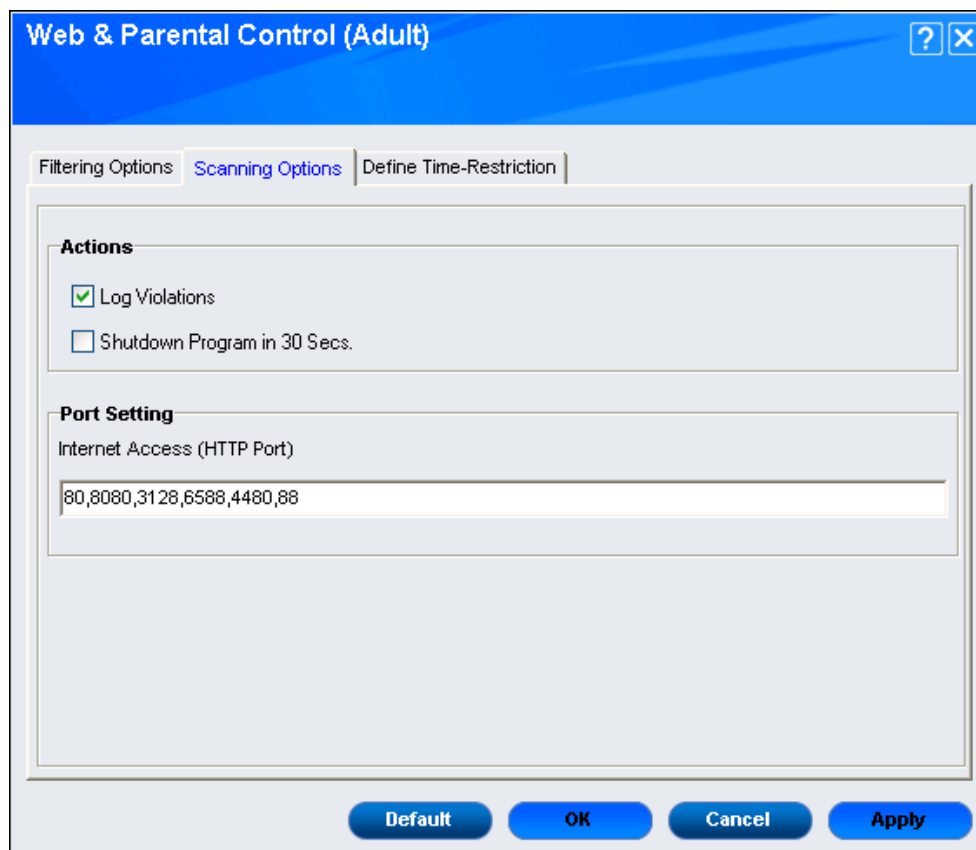 Web & Parental Control (Adult)
?
Filtering Options Scanning Options Define Time-Restriction
Actions
Log Violations
Shutdown Program in 30 Secs.
Port Setting
Internet Access (HTTP Port)
80,8080,3128,6588,4480,88
Default OK Cancel Apply